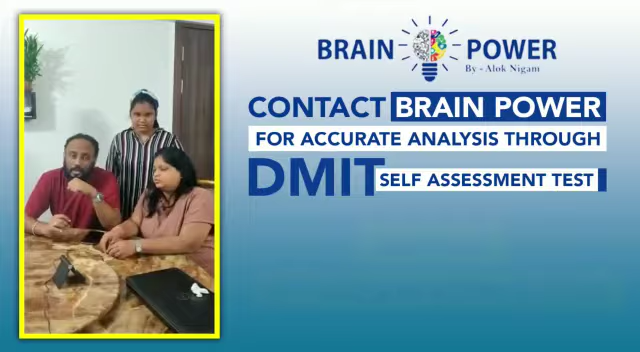 BRAIN POWER
By - Alok Nigam
CONTACT BRAIN POWER
FOR ACCURATE ANALYSIS THROUGH
DMIT SELF ASSESSMENT TEST